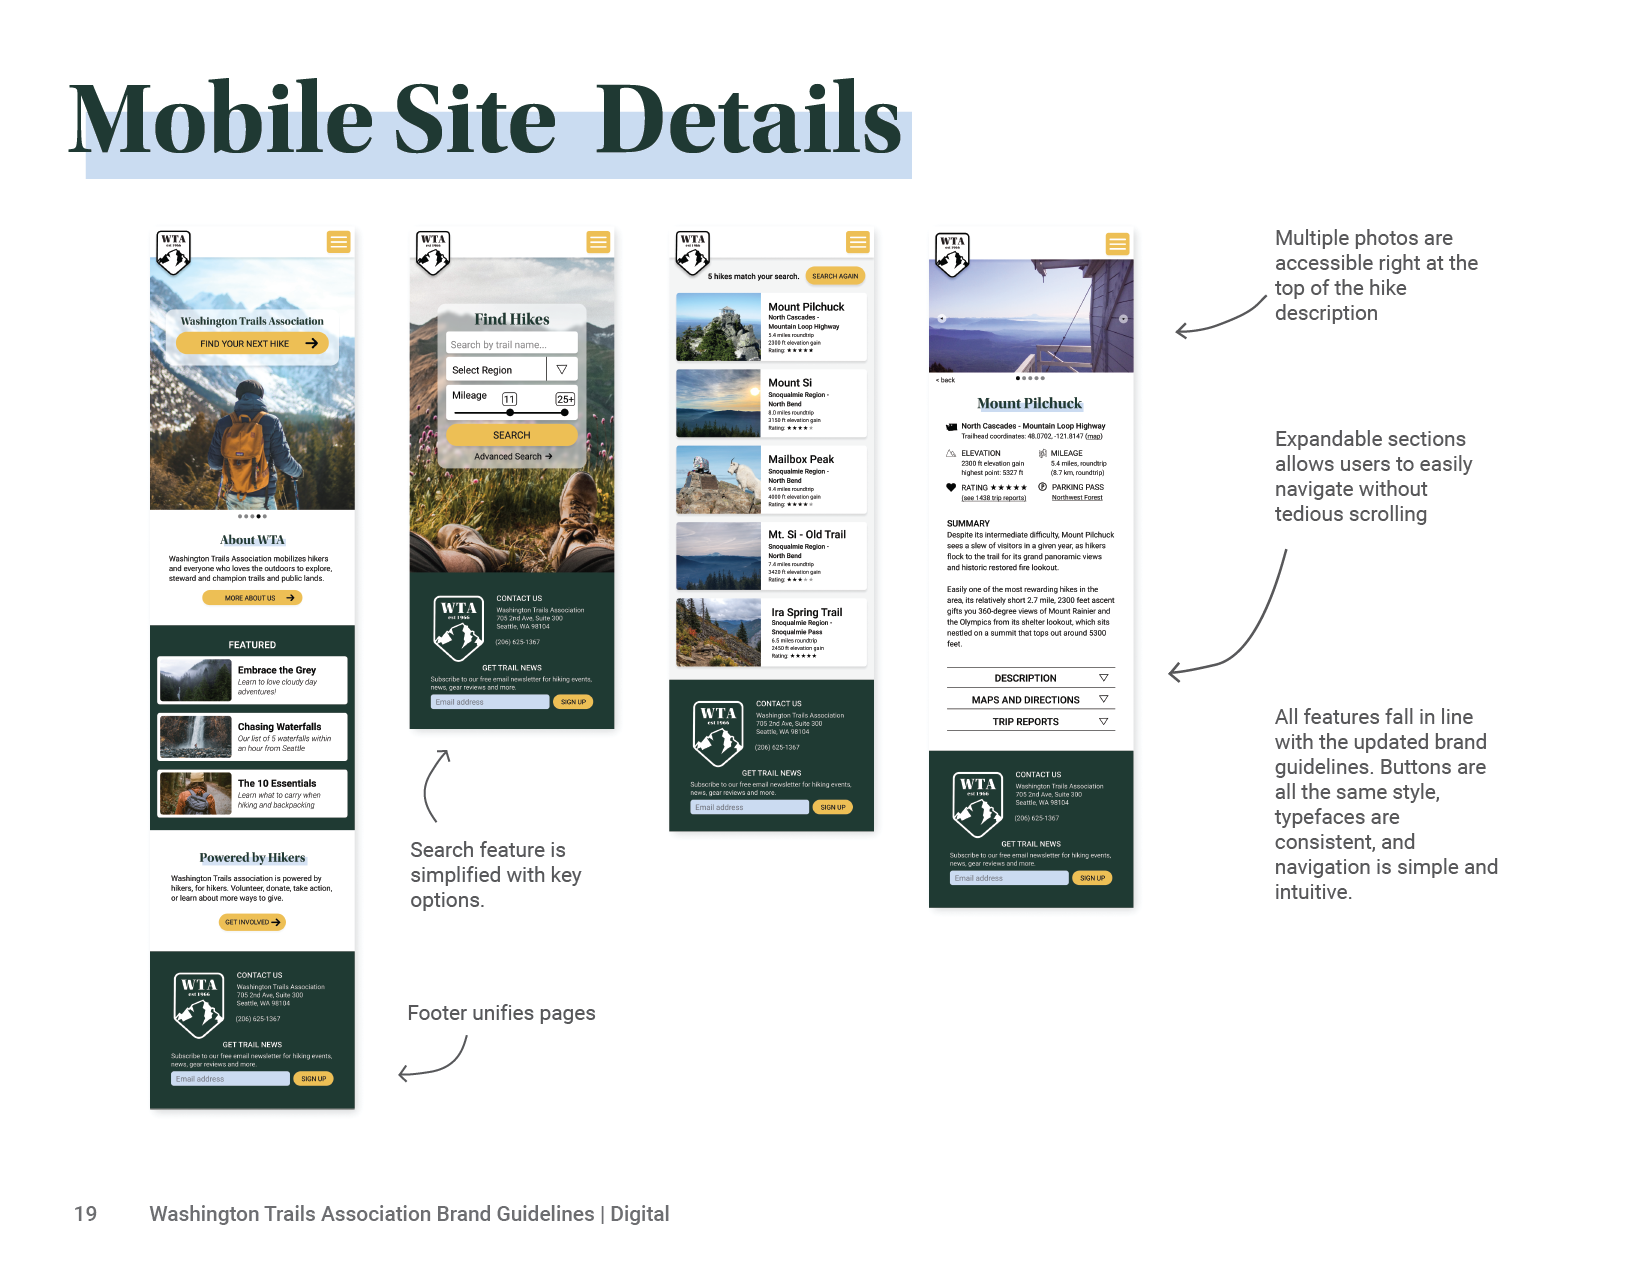 Mobile Site Details
WTA
est 1966
Washington Trails Association
FIND YOUR NEXT HIKE
About WTA
Washington Trails Association mobilizes hikers
and everyone who loves the outdoors to explore,
steward and champion trails and public lands.
MORE ABOUT US
FEATURED
Embrace the Grey
Learn to love cloudy day
adventures!
Chasing Waterfalls
Our list of 5 waterfalls within
an hour from Seattle
The 10 Essentials
Learn what to carry when
hiking and backpacking
Powered by Hikers
Washington Trails association is powered by
hikers, for hikers. Volunteer, donate, take action,
or learn about more ways to give.
GET INVOLVED
WTA
est 1966
CONTACT US
Washington Trails Association
705 2nd Ave, Suite 300
Seattle, WA 98104
(206) 625-1367
GET TRAIL NEWS
Subscribe to our free email newsletter for hiking events,
news, gear reviews and more.
Email address
SIGN UP
WTA
est 1966
Find Hikes
Search by trail name...
Select Region
Mileage
11
25+
SEARCH
Advanced Search
WTA
est 1966
CONTACT US
Washington Trails Association
705 2nd Ave, Suite 300
Seattle, WA 98104
(206) 625-1367
GET TRAIL NEWS
Subscribe to our free email newsletter for hiking events,
news, gear reviews and more.
Email address
SIGN UP
Search feature is
simplified with key
options.
Footer unifies pages
WTA
est 1966
5 hikes match your search.
SEARCH AGAIN
Mount Pilchuck
North Cascades -
Mountain Loop Highway
5.4 miles roundtrip
2300 ft elevation gain
Rating: ★★★★★
Mount Si
Snoqualmie Region -
North Bend
8.0 miles roundtrip
3150 ft elevation gain
Rating: ★★★★★
Mailbox Peak
Snoqualmie Region -
North Bend
9.4 miles roundtrip
4000 ft elevation gain
Rating: ★★★★★
Mt. Si - Old Trail
Snoqualmie Region -
North Bend
7.4 miles roundtrip
3420 ft elevation gain
Rating: ★★★★★
Ira Spring Trail
Snoqualmie Region -
Snoqualmie Pass
6.5 miles roundtrip
2450 ft elevation gain
Rating: ★★★★★
WTA
est 1966
CONTACT US
Washington Trails Association
705 2nd Ave, Suite 300
Seattle, WA 98104
(206) 625-1367
GET TRAIL NEWS
Subscribe to our free email newsletter for hiking events,
news, gear reviews and more.
Email address
SIGN UP
WTA
est 1966
< back
Mount Pilchuck
North Cascades - Mountain Loop Highway
Trailhead coordinates: 48.0702, -121.8147 (map)
ELEVATION
2300 ft elevation gain
highest point: 5327 ft
MILEAGE
5.4 miles, roundtrip
(8.7 km, roundtrip)
RATING ★★★★★
(see 1438 trip reports)
PARKING PASS
Northwest Forest
SUMMARY
Despite its intermediate difficulty, Mount Pilchuck
sees a slew of visitors in a given year, as hikers
flock to the trail for its grand panoramic views
and historic restored fire lookout.
Easily one of the most rewarding hikes in the
area, its relatively short 2.7 mile, 2300 feet ascent
gifts you 360-degree views of Mount Rainier and
the Olympics from its shelter lookout, which sits
nestled on a summit that tops out around 5300
feet.
DESCRIPTION
MAPS AND DIRECTIONS
TRIP REPORTS
WTA
est 1966
CONTACT US
Washington Trails Association
705 2nd Ave, Suite 300
Seattle, WA 98104
(206) 625-1367
GET TRAIL NEWS
Subscribe to our free email newsletter for hiking events,
news, gear reviews and more.
Email address
SIGN UP
Multiple photos are
accessible right at the
top of the hike
description
Expandable sections
allows users to easily
navigate without
tedious scrolling
All features fall in line
with the updated brand
guidelines. Buttons are
all the same style,
typefaces are
consistent, and
navigation is simple and
intuitive.
19
Washington Trails Association Brand Guidelines | Digital